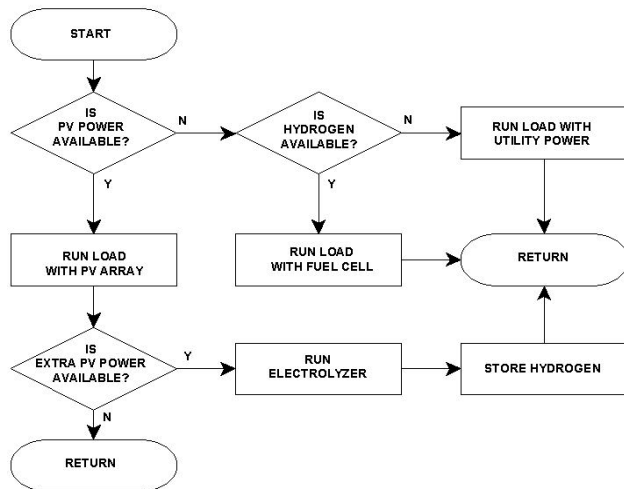 START
IS
PV POWER
AVAILABLE?
N
IS
HYDROGEN
AVAILABLE?
N
RUN LOAD WITH
UTILITY POWER
Y
Y
RUN LOAD
WITH PV ARRAY
RUN LOAD
WITH FUEL CELL
RETURN
IS
EXTRA PV POWER
AVAILABLE?
Y
RUN
ELECTROLYZER
STORE HYDROGEN
N
RETURN